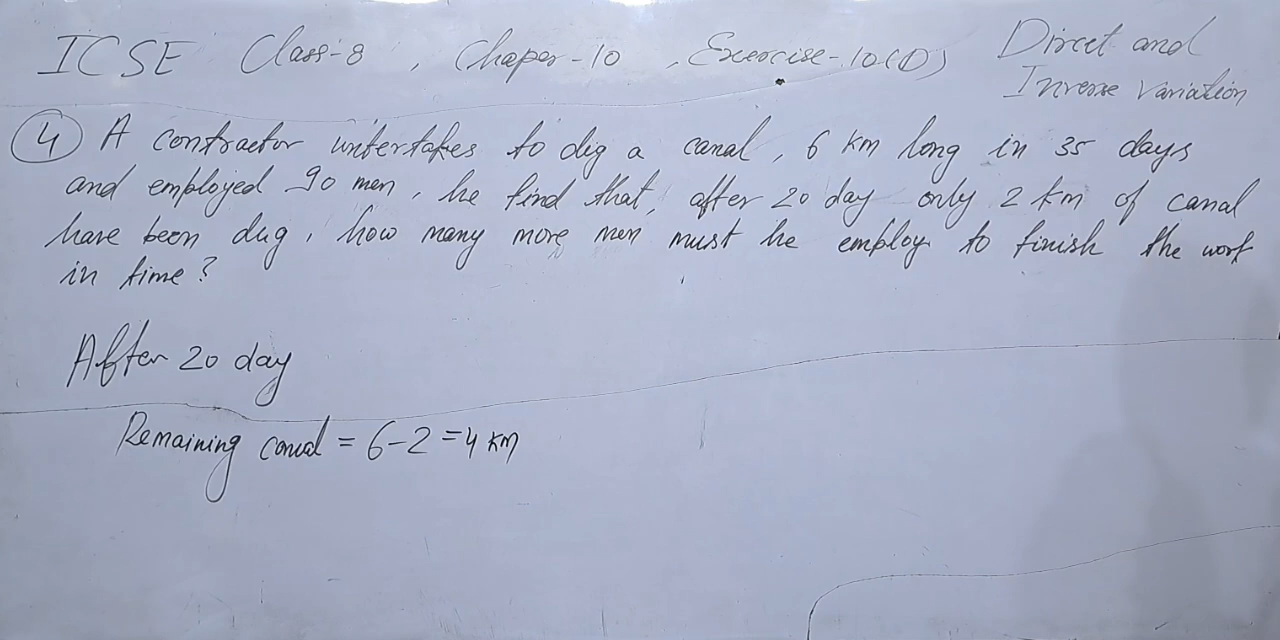 ICSE Class-8, Chaper-10, Exercise-10(D) Direct and
Inverse Variation
④ A contractor untertakes to dig a canal, 6 km long in 35 days
and employed 90 men, he find that, after 20 day only 2 km of canal
have been dug, how many more men must he employ to finish the work
in time?
After 20 day
Remaining canal = 6-2 = 4 km